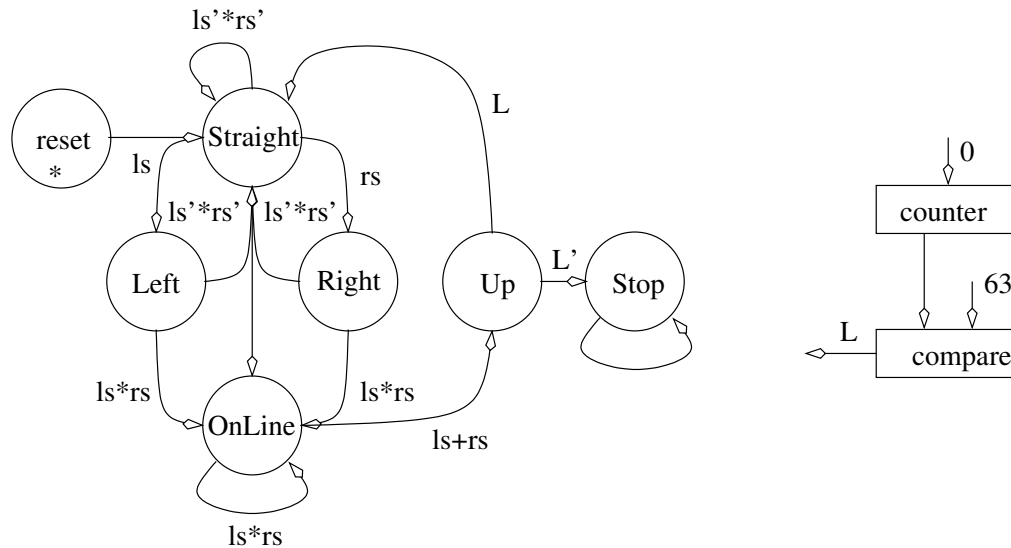 ls'*rs'
L
reset
*
Straight
ls
rs
0
ls'*rs'
ls'*rs'
counter
Left
Right
Up
L'
Stop
63
L
compare
ls*rs
ls*rs
OnLine
ls+rs
ls*rs